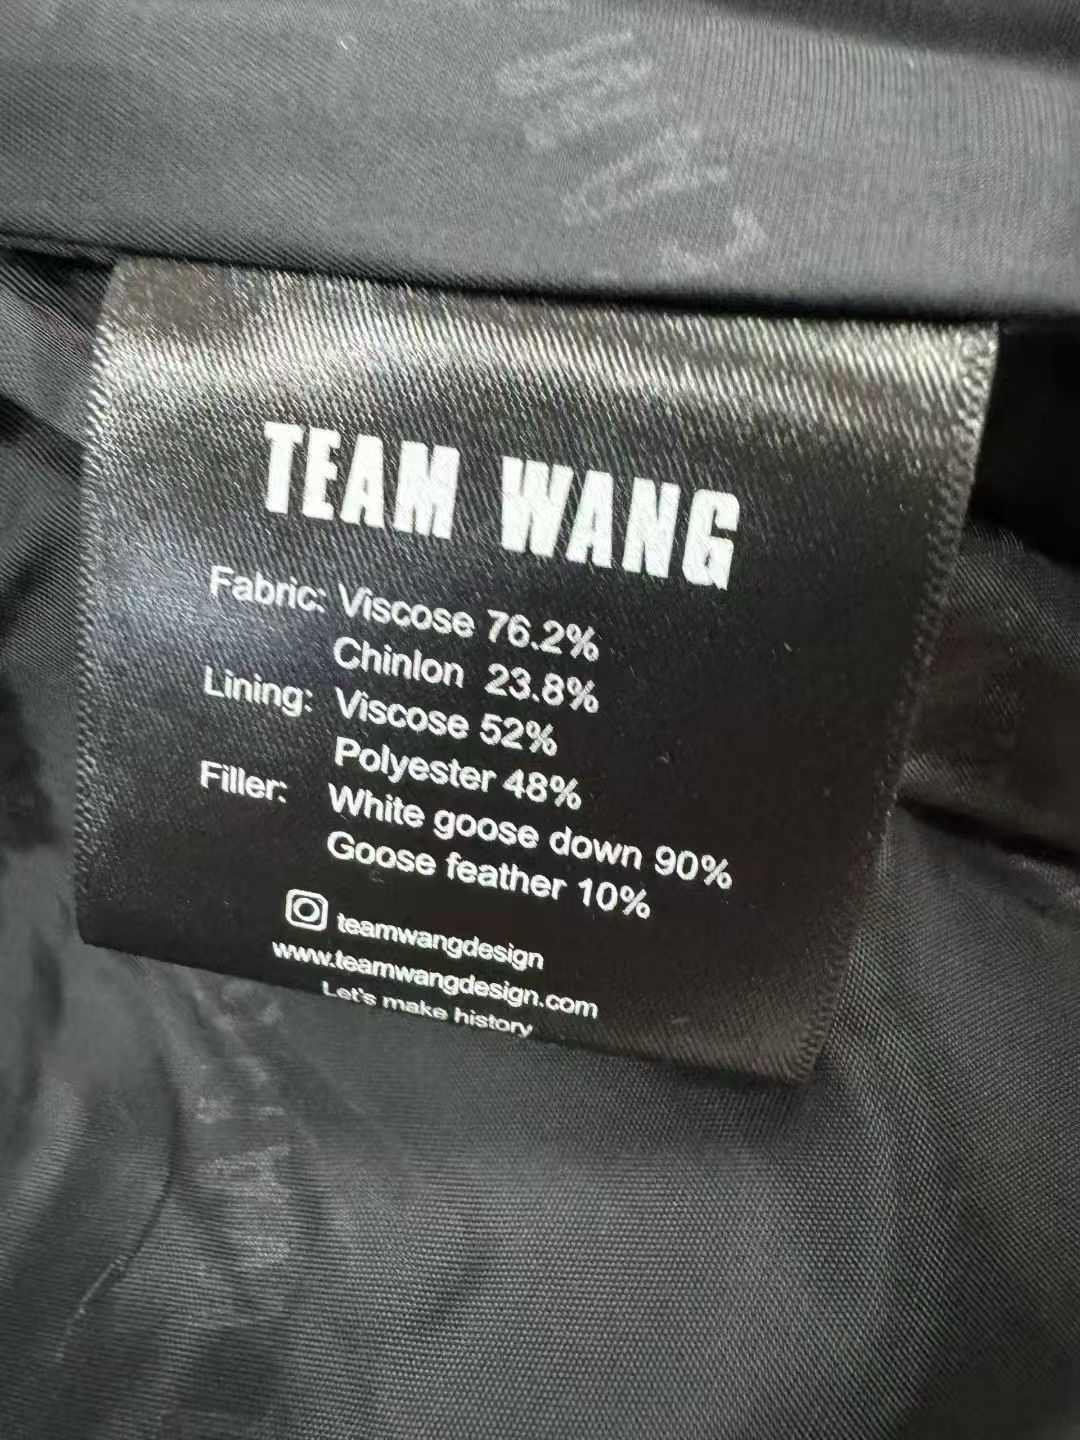 TEAM WANG
Fabric: Viscose 76.2%
Chinlon 23.8%
Lining: Viscose 52%
Polyester 48%
Filler: White goose down 90%
Goose feather 10%
teamwangdesign
www.teamwangdesign.com
Let's make history